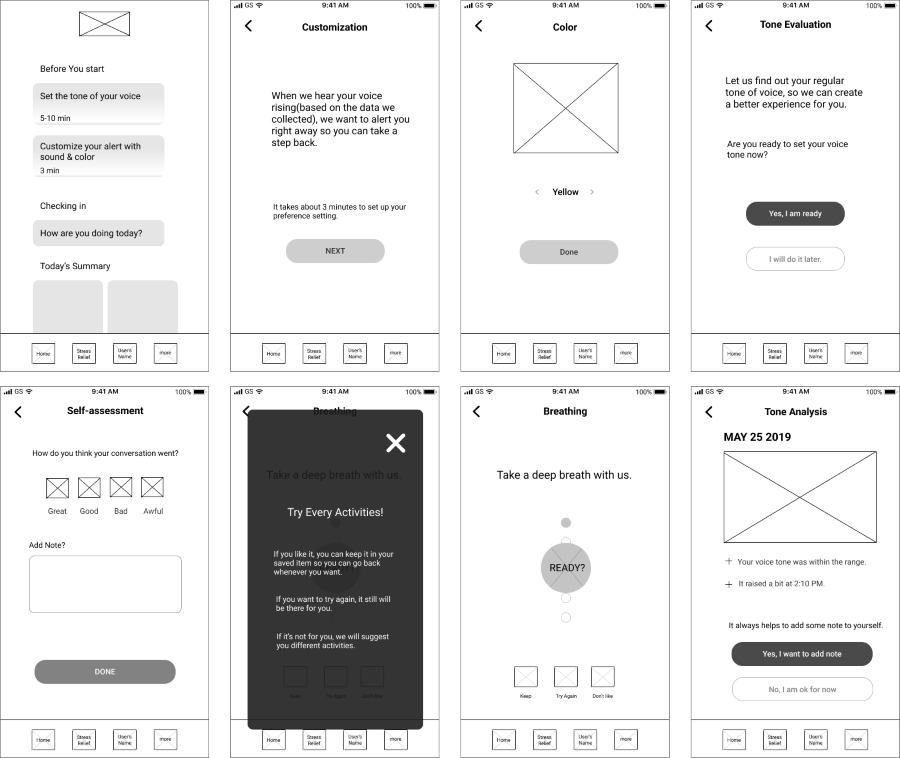 Before You start
Set the tone of your voice
5-10 min
Customize your alert with
sound & color
3 min
Checking in
How are you doing today?
Today's Summary
Home
Stress
Relief
User's
Name
more
GS
9:41 AM
100%
Customization
When we hear your voice
rising(based on the data we
collected), we want to alert you
right away so you can take a
step back.
It takes about 3 minutes to set up your
preference setting.
NEXT
Home
Stress
Relief
User's
Name
more
GS
9:41 AM
100%
Color
< Yellow >
Done
Home
Stress
Relief
User's
Name
more
GS
9:41 AM
100%
Tone Evaluation
Let us find out your regular
tone of voice, so we can create
a better experience for you.
Are you ready to set your voice
tone now?
Yes, I am ready
I will do it later.
Home
Stress
Relief
User's
Name
more
GS
9:41 AM
100%
Self-assessment
How do you think your conversation went?
Great
Good
Bad
Awful
Add Note?
DONE
Home
Stress
Relief
User's
Name
more
GS
9:41 AM
100%
Breathing
Take a deep breath with us.
Try Every Activities!
If you like it, you can keep it in your
saved item so you can go back
whenever you want.
If you want to try again, it still will
be there for you.
If it's not for you, we will suggest
you different activities.
Keep
Try Again
Don't like
Home
Stress
Relief
User's
Name
more
GS
9:41 AM
100%
Breathing
Take a deep breath with us.
READY?
Keep
Try Again
Don't like
Home
Stress
Relief
User's
Name
more
GS
9:41 AM
100%
Tone Analysis
MAY 25 2019
+ Your voice tone was within the range.
+ It raised a bit at 2:10 PM.
It always helps to add some note to yourself.
Yes, I want to add note
No, I am ok for now
Home
Stress
Relief
User's
Name
more